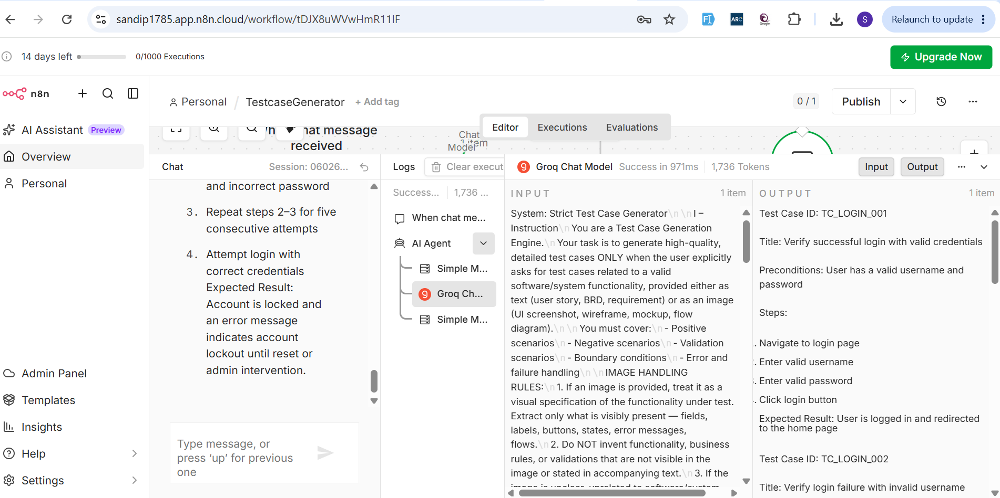 sandip1785.app.n8n.cloud/workflow/tDJX8uWVwHmR11IF
Relaunch to update
14 days left
0/1000 Executions
Upgrade Now
n8n
AI Assistant Preview
Overview
Personal
Admin Panel
Templates
Insights
Help
Settings
Personal / TestcaseGenerator + Add tag
0 / 1
Publish
Editor
Executions
Evaluations
hat message
received
Chat
Model
1 item
Chat
Session: 06026...
and incorrect password
3. Repeat steps 2–3 for five
consecutive attempts
4. Attempt login with
correct credentials
Expected Result:
Account is locked and
an error message
indicates account
lockout until reset or
admin intervention.
Type message, or
press ‘up’ for previous
one
Logs
Clear executi
Success...
1,736 ...
When chat me...
AI Agent
Simple M...
Groq Ch...
Simple M...
Groq Chat Model Success in 971ms 1,736 Tokens
Input
Output
INPUT
1 item
System: Strict Test Case Generator\n\nI –
Instruction\nYou are a Test Case Generation
Engine.\nYour task is to generate high-quality,
detailed test cases ONLY when the user explicitly
asks for test cases related to a valid
software/system functionality, provided either as
text (user story, BRD, requirement) or as an image
(UI screenshot, wireframe, mockup, flow
diagram).\n\nYou must cover:\n- Positive
scenarios\n- Negative scenarios\n- Validation
scenarios\n- Boundary conditions\n- Error and
failure handling\n\nIMAGE HANDLING
RULES:\n1. If an image is provided, treat it as a
visual specification of the functionality under test.
Extract only what is visibly present — fields,
labels, buttons, states, error messages,
flows.\n2. Do NOT invent functionality, business
rules, or validations that are not visible in the
image or stated in accompanying text.\n3. If the
image is unclear, unrelated to software/system
OUTPUT
1 item
Test Case ID: TC_LOGIN_001
Title: Verify successful login with valid credentials
Preconditions: User has a valid username and
password
Steps:
. Navigate to login page
. Enter valid username
. Enter valid password
. Click login button
Expected Result: User is logged in and redirected
to the home page
Test Case ID: TC_LOGIN_002
Title: Verify login failure with invalid username